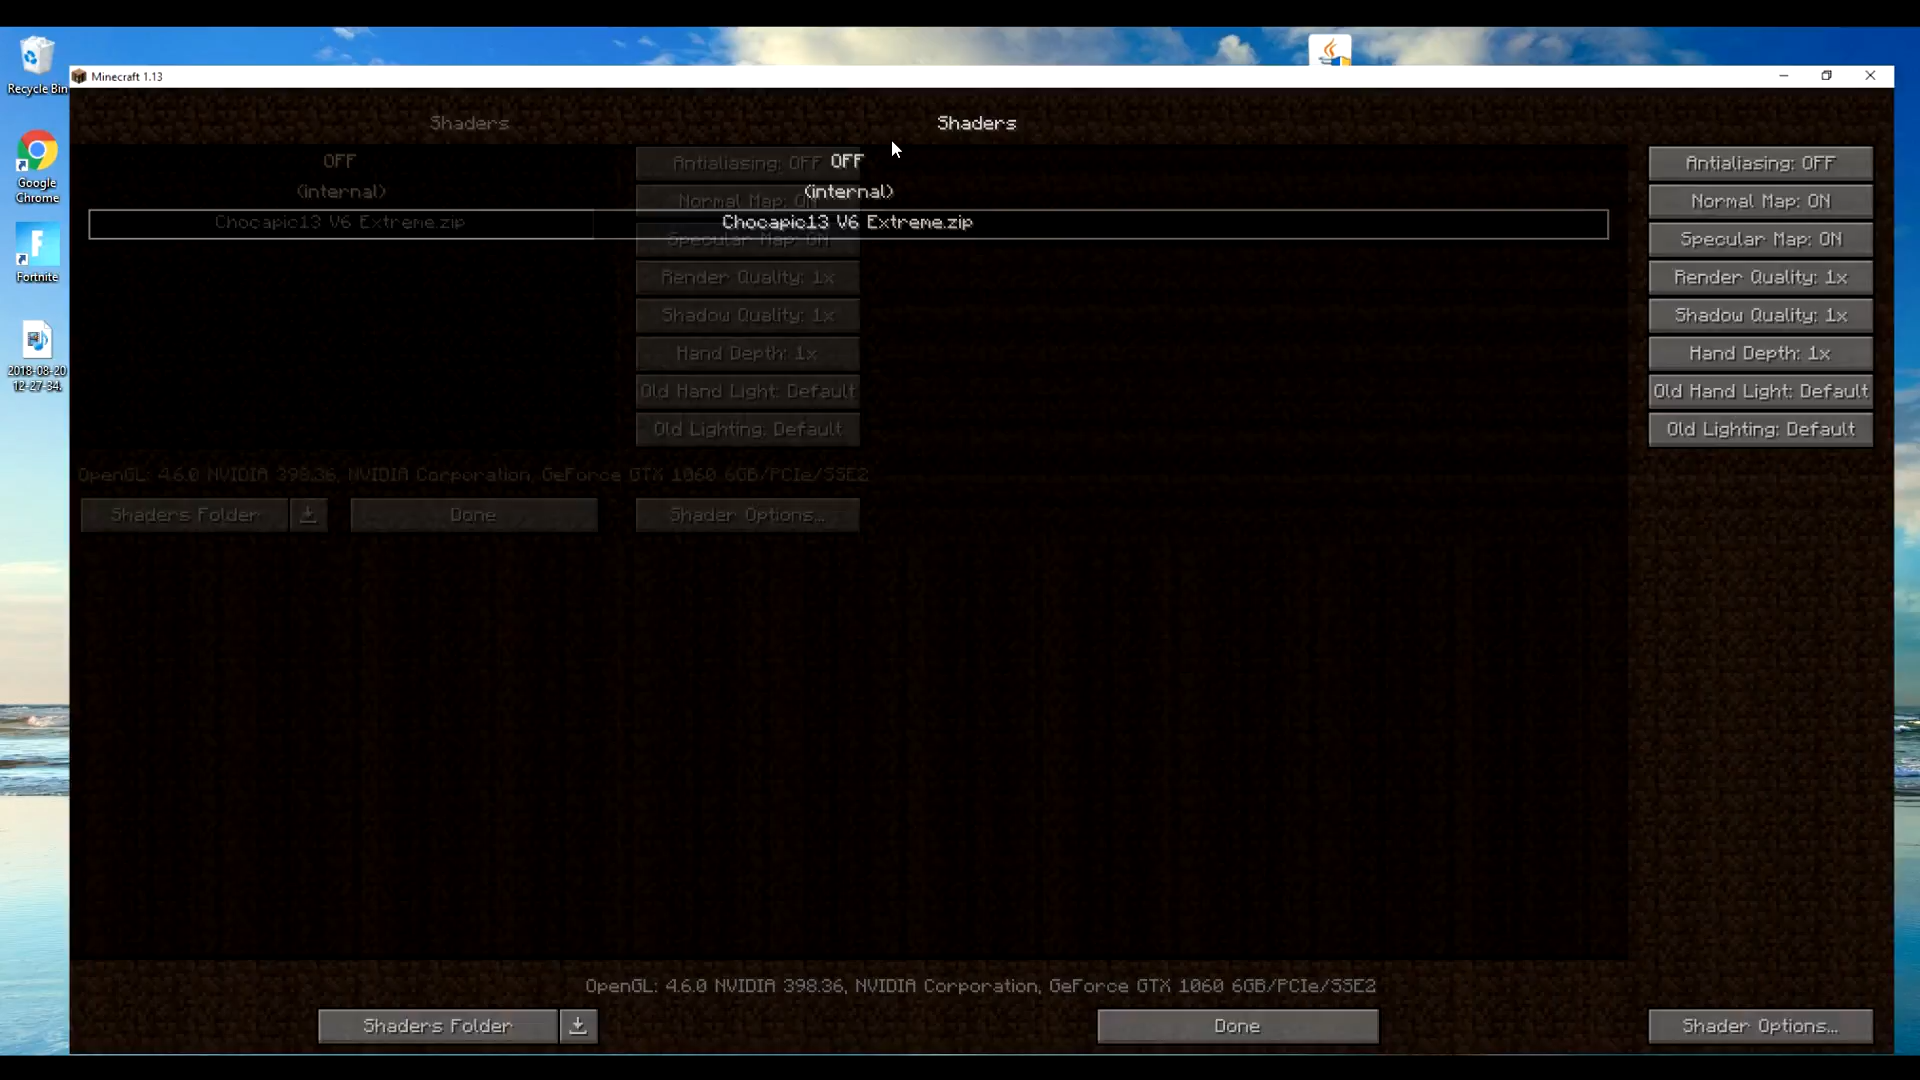 Recycle Bin
Google
Chrome
Fortnite
2018-08-20
12-27-34.
Minecraft 1.13
Shaders
Shaders
OFF
(internal)
Chocapic13 V6 Extreme.zip
Antialiasing: OFF
Normal Map: ON
Specular Map: ON
Render Quality: 1x
Shadow Quality: 1x
Hand Depth: 1x
Old Hand Light: Default
Old Lighting: Default
OpenGL: 4.6.0 NVIDIA 398.36, NVIDIA Corporation, GeForce GTX 1060 6GB/PCIe/SSE2
Shaders Folder
Done
Shader Options...
OFF
(internal)
Chocapic13 V6 Extreme.zip
Antialiasing: OFF
Normal Map: ON
Specular Map: ON
Render Quality: 1x
Shadow Quality: 1x
Hand Depth: 1x
Old Hand Light: Default
Old Lighting: Default
OpenGL: 4.6.0 NVIDIA 398.36, NVIDIA Corporation, GeForce GTX 1060 6GB/PCIe/SSE2
Shaders Folder
Done
Shader Options...